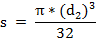 s = π*(d₂)³/32